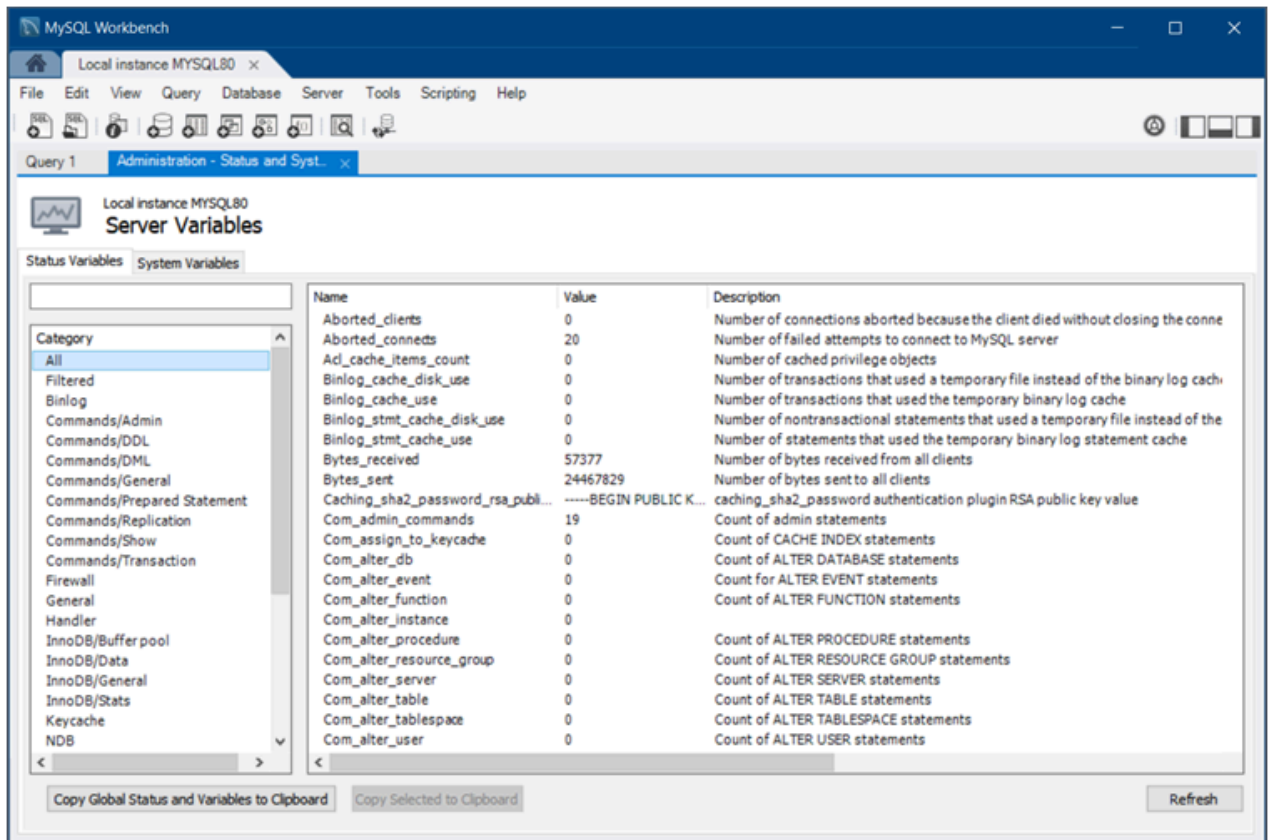 MySQL Workbench
Local instance MYSQL80
File Edit View Query Database Server Tools Scripting Help
Query 1
Administration - Status and Syst..
Local instance MYSQL80
Server Variables
Status Variables System Variables
Category
All
Filtered
Binlog
Commands/Admin
Commands/DDL
Commands/DML
Commands/General
Commands/Prepared Statement
Commands/Replication
Commands/Show
Commands/Transaction
Firewall
General
Handler
InnoDB/Buffer pool
InnoDB/Data
InnoDB/General
InnoDB/Stats
Keycache
NDB
Name Value Description
Aborted_clients 0 Number of connections aborted because the client died without closing the conne
Aborted_connects 20 Number of failed attempts to connect to MySQL server
Acl_cache_items_count 0 Number of cached privilege objects
Binlog_cache_disk_use 0 Number of transactions that used a temporary file instead of the binary log cach
Binlog_cache_use 0 Number of transactions that used the temporary binary log cache
Binlog_stmt_cache_disk_use 0 Number of nontransactional statements that used a temporary file instead of the
Binlog_stmt_cache_use 0 Number of statements that used the temporary binary log statement cache
Bytes_received 57377 Number of bytes received from all clients
Bytes_sent 24467829 Number of bytes sent to all clients
Caching_sha2_password_rsa_publi... -----BEGIN PUBLIC K... caching_sha2_password authentication plugin RSA public key value
Com_admin_commands 19 Count of admin statements
Com_assign_to_keycache 0 Count of CACHE INDEX statements
Com_alter_db 0 Count of ALTER DATABASE statements
Com_alter_event 0 Count for ALTER EVENT statements
Com_alter_function 0 Count of ALTER FUNCTION statements
Com_alter_instance 0
Com_alter_procedure 0 Count of ALTER PROCEDURE statements
Com_alter_resource_group 0 Count of ALTER RESOURCE GROUP statements
Com_alter_server 0 Count of ALTER SERVER statements
Com_alter_table 0 Count of ALTER TABLE statements
Com_alter_tablespace 0 Count of ALTER TABLESPACE statements
Com_alter_user 0 Count of ALTER USER statements
Copy Global Status and Variables to Clipboard Copy Selected to Clipboard Refresh